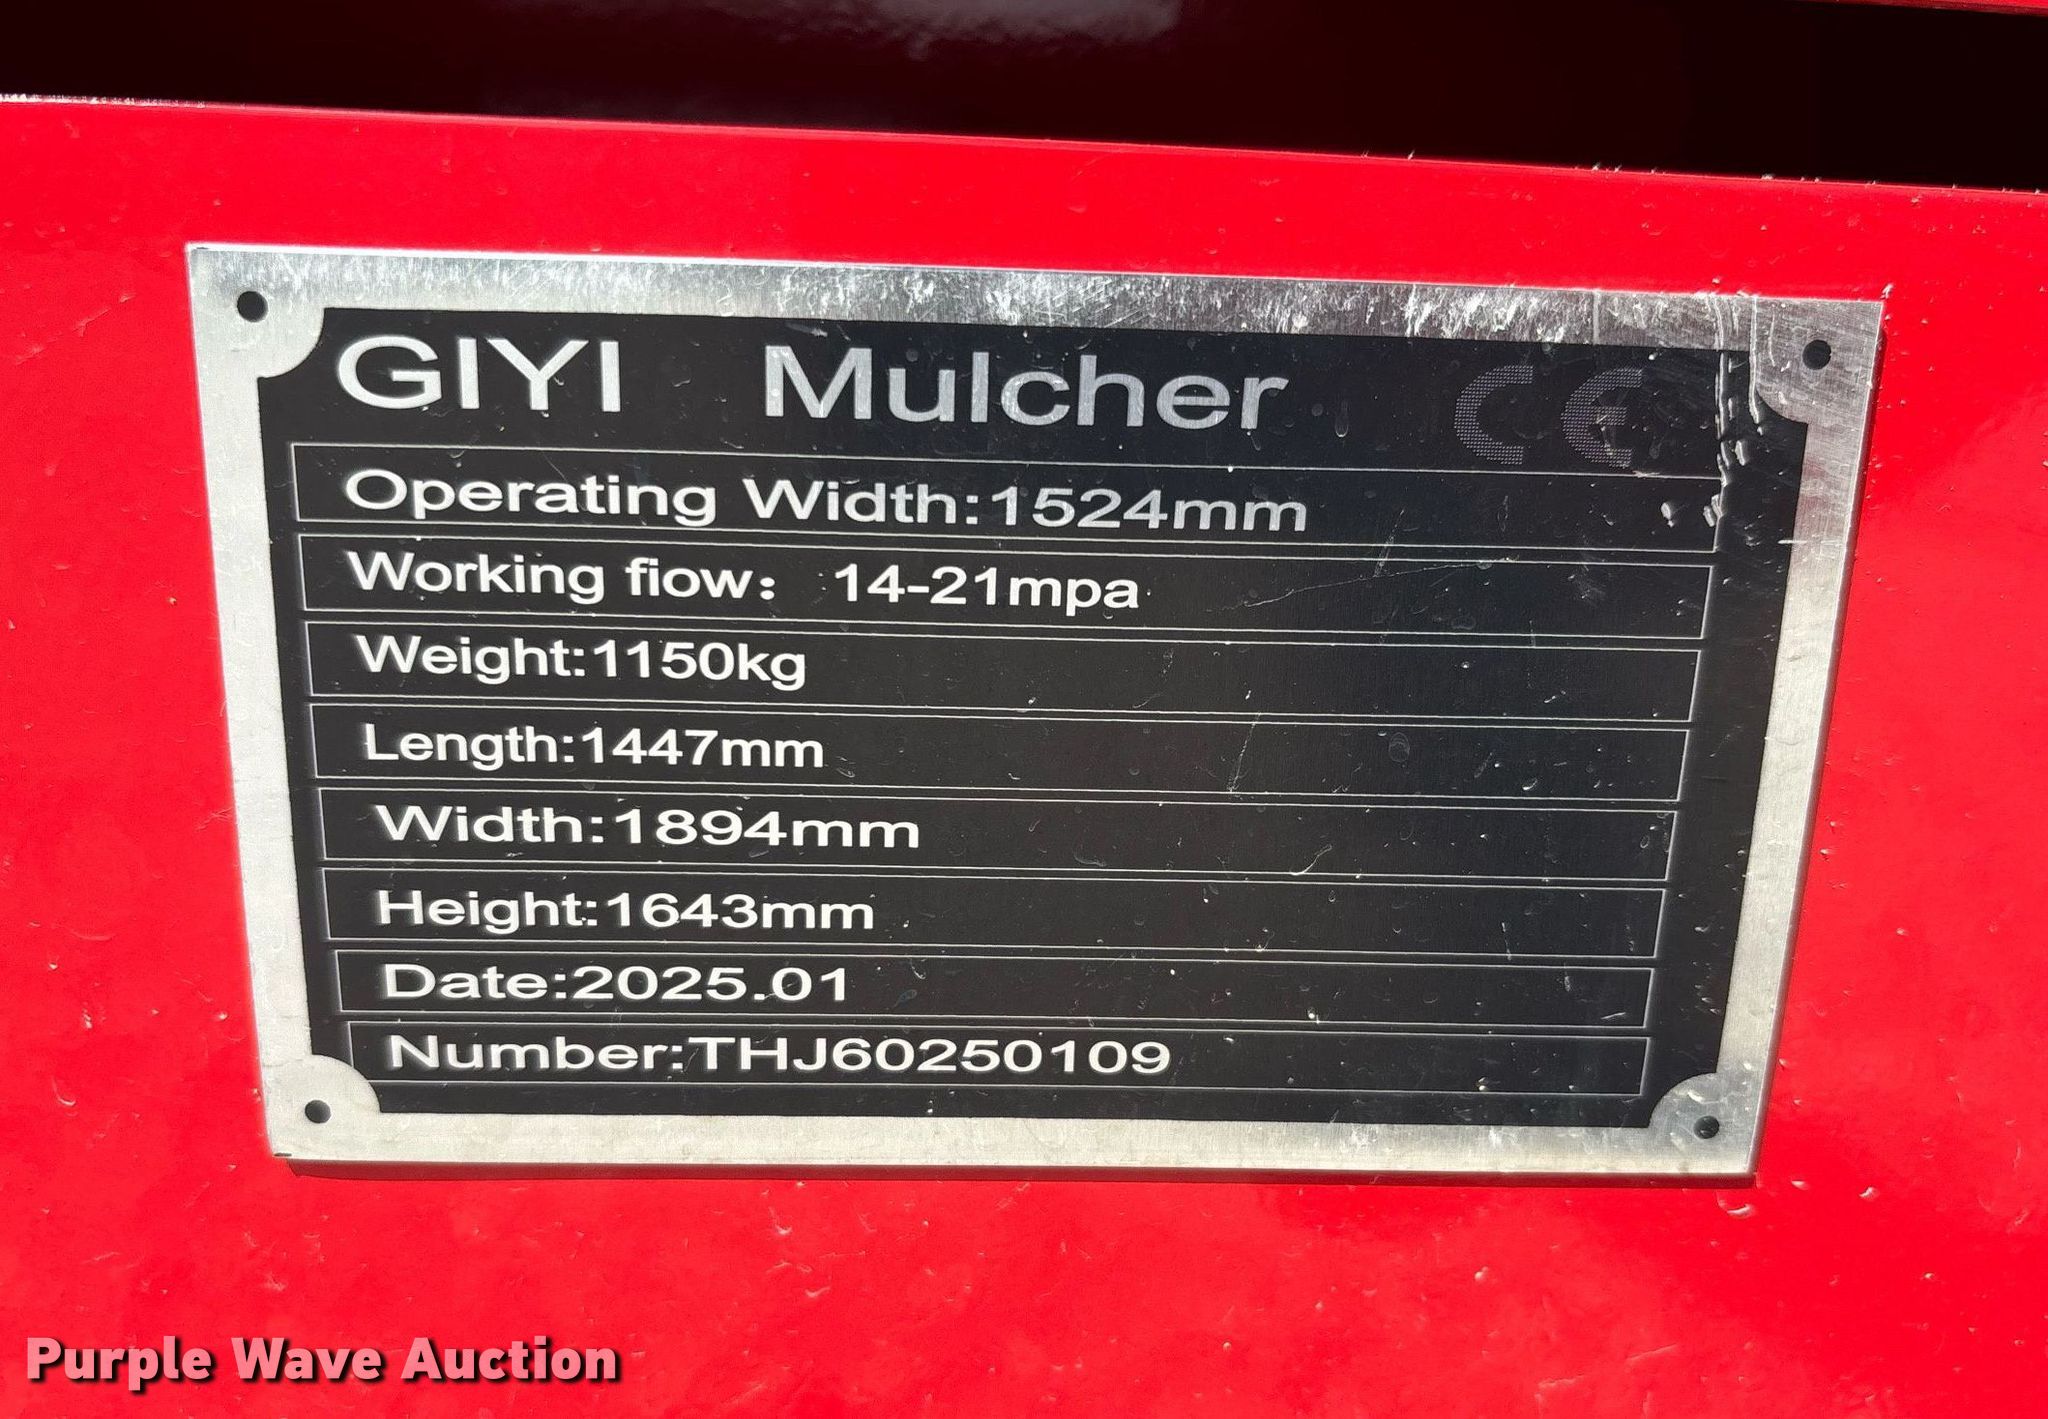 GIYI Mulcher CE
Operating Width:1524mm
Working fiow： 14-21mpa
Weight:1150kg
Length:1447mm
Width:1894mm
Height:1643mm
Date:2025.01
Number:THJ60250109
Purple Wave Auction